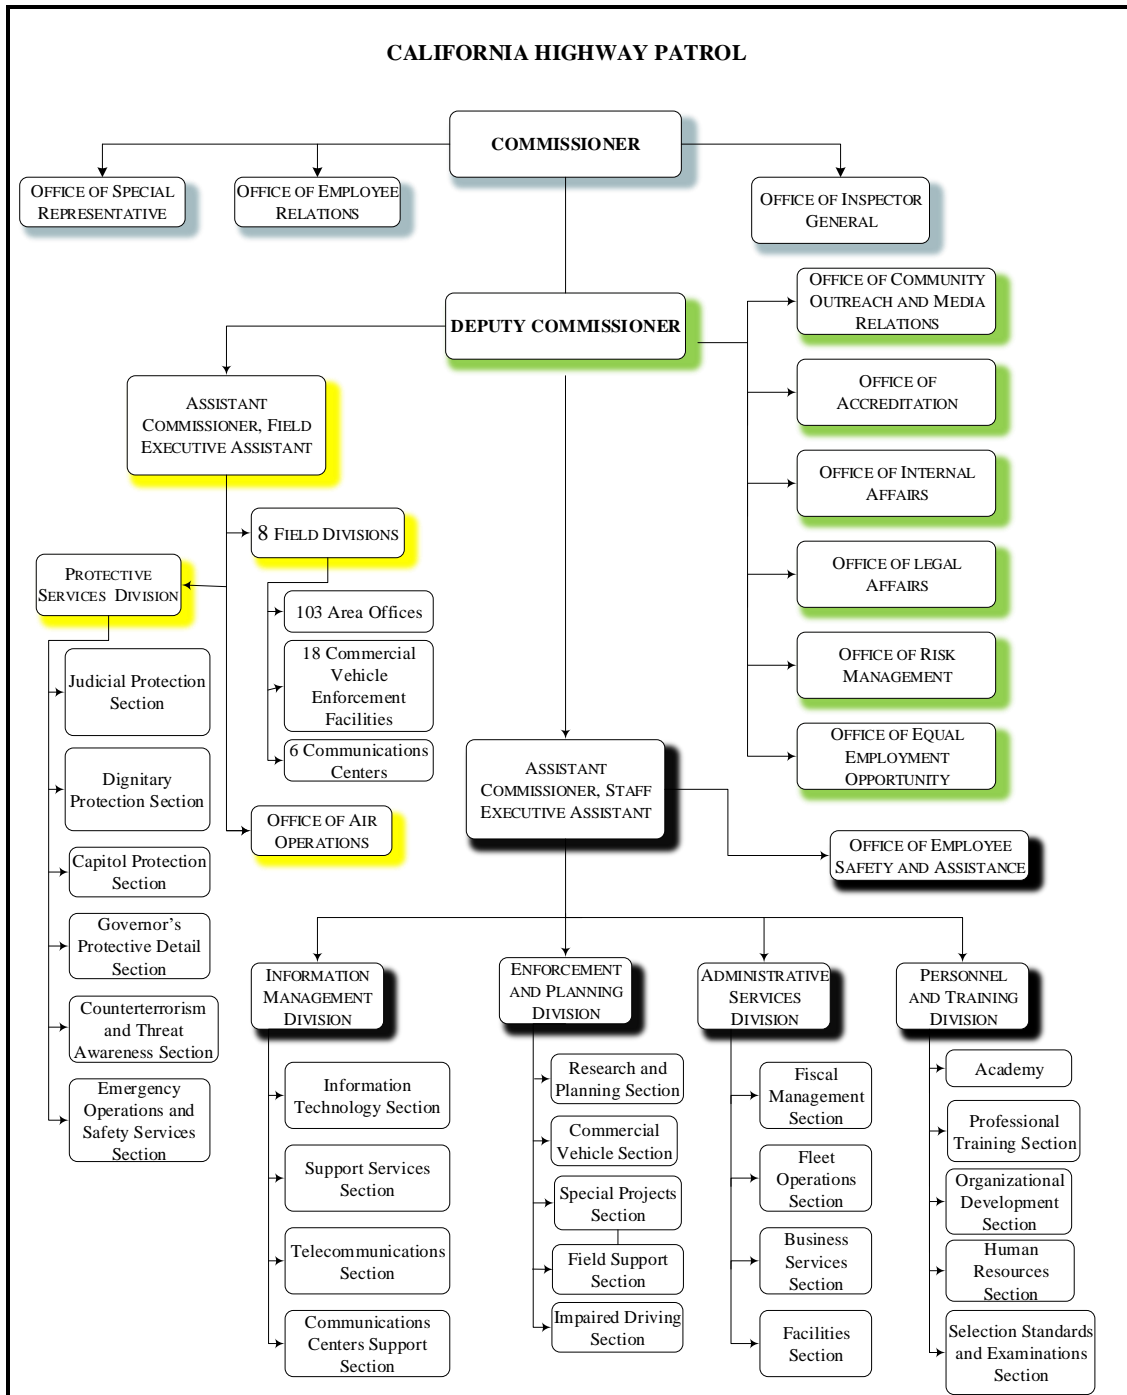 CALIFORNIA HIGHWAY PATROL
COMMISSIONER
OFFICE OF SPECIAL
REPRESENTATIVE
OFFICE OF EMPLOYEE
RELATIONS
OFFICE OF INSPECTOR
GENERAL
DEPUTY COMMISSIONER
OFFICE OF COMMUNITY
OUTREACH AND MEDIA
RELATIONS
OFFICE OF
ACCREDITATION
OFFICE OF INTERNAL
AFFAIRS
OFFICE OF LEGAL
AFFAIRS
OFFICE OF RISK
MANAGEMENT
OFFICE OF EQUAL
EMPLOYMENT
OPPORTUNITY
ASSISTANT
COMMISSIONER, FIELD
EXECUTIVE ASSISTANT
8 FIELD DIVISIONS
103 Area Offices
18 Commercial
Vehicle
Enforcement
Facilities
6 Communications
Centers
OFFICE OF AIR
OPERATIONS
PROTECTIVE
SERVICES DIVISION
Judicial Protection
Section
Dignitary
Protection Section
Capitol Protection
Section
Governor's
Protective Detail
Section
Counterterrorism
and Threat
Awareness Section
Emergency
Operations and
Safety Services
Section
ASSISTANT
COMMISSIONER, STAFF
EXECUTIVE ASSISTANT
OFFICE OF EMPLOYEE
SAFETY AND ASSISTANCE
INFORMATION
MANAGEMENT
DIVISION
Information
Technology Section
Support Services
Section
Telecommunications
Section
Communications
Centers Support
Section
ENFORCEMENT
AND PLANNING
DIVISION
Research and
Planning Section
Commercial
Vehicle Section
Special Projects
Section
Field Support
Section
Impaired Driving
Section
ADMINISTRATIVE
SERVICES
DIVISION
Fiscal
Management
Section
Fleet
Operations
Section
Business
Services
Section
Facilities
Section
PERSONNEL
AND TRAINING
DIVISION
Academy
Professional
Training Section
Organizational
Development
Section
Human
Resources
Section
Selection Standards
and Examinations
Section